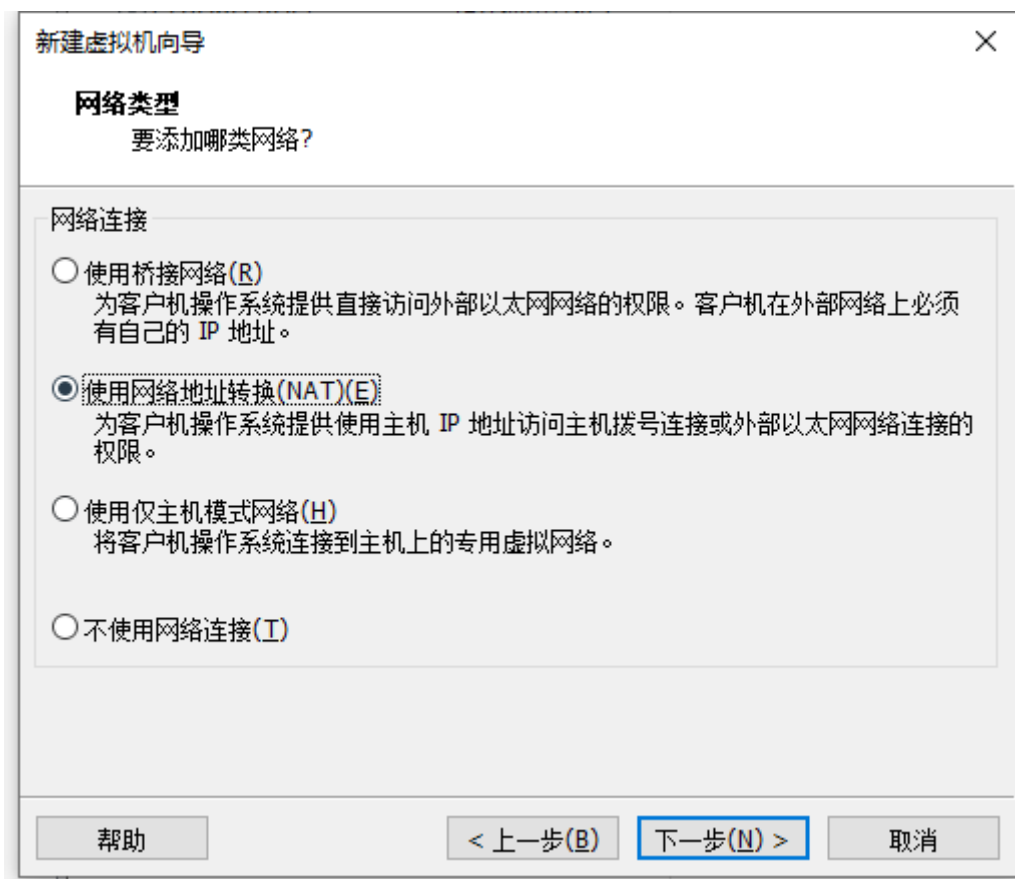 新建虚拟机向导
网络类型
要添加哪类网络?
网络连接
使用桥接网络(R)
为客户机操作系统提供直接访问外部以太网网络的权限。客户机在外部网络上必须
有自己的 IP 地址。
使用网络地址转换(NAT)(E)
为客户机操作系统提供使用主机 IP 地址访问主机拨号连接或外部以太网网络连接的
权限。
使用仅主机模式网络(H)
将客户机操作系统连接到主机上的专用虚拟网络。
不使用网络连接(T)
帮助
< 上一步(B)
下一步(N) >
取消